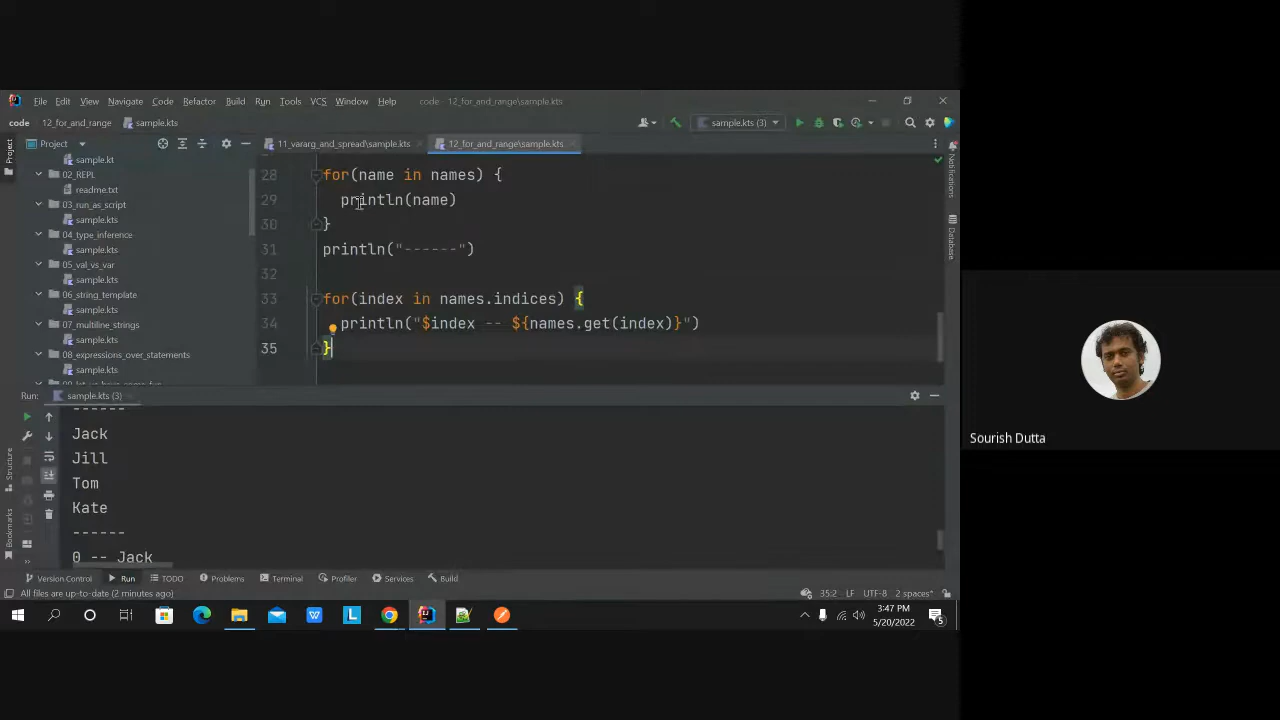 File Edit View Navigate Code Refactor Build Run Tools VCS Window Help code - 12_for_and_range\sample.kts
code 12_for_and_range sample.kts sample.kts (3)
Project 11_vararg_and_spread\sample.kts 12_for_and_range\sample.kts
Project
sample.kt
02_REPL
readme.txt
03_run_as_script
sample.kts
04_type_inference
sample.kts
05_val_vs_var
sample.kts
06_string_template
sample.kts
07_multiline_strings
sample.kts
08_expressions_over_statements
sample.kts
28 for(name in names) {
29 println(name)
30 }
31 println("------")
32
33 for(index in names.indices) {
34 println("$index -- ${names.get(index)}")
35 }
Notifications
Database
Run: sample.kts (3)
------
Jack
Jill
Tom
Kate
------
0 -- Jack
Structure
Bookmarks
Version Control Run TODO Problems Terminal Profiler Services Build
All files are up-to-date (2 minutes ago) 35:2 LF UTF-8 2 spaces*
3:47 PM
5/20/2022
5
Sourish Dutta